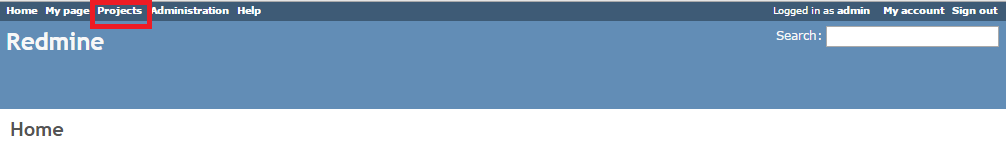 Home My page Projects Administration Help Logged in as admin My account Sign out
Redmine Search:
Home